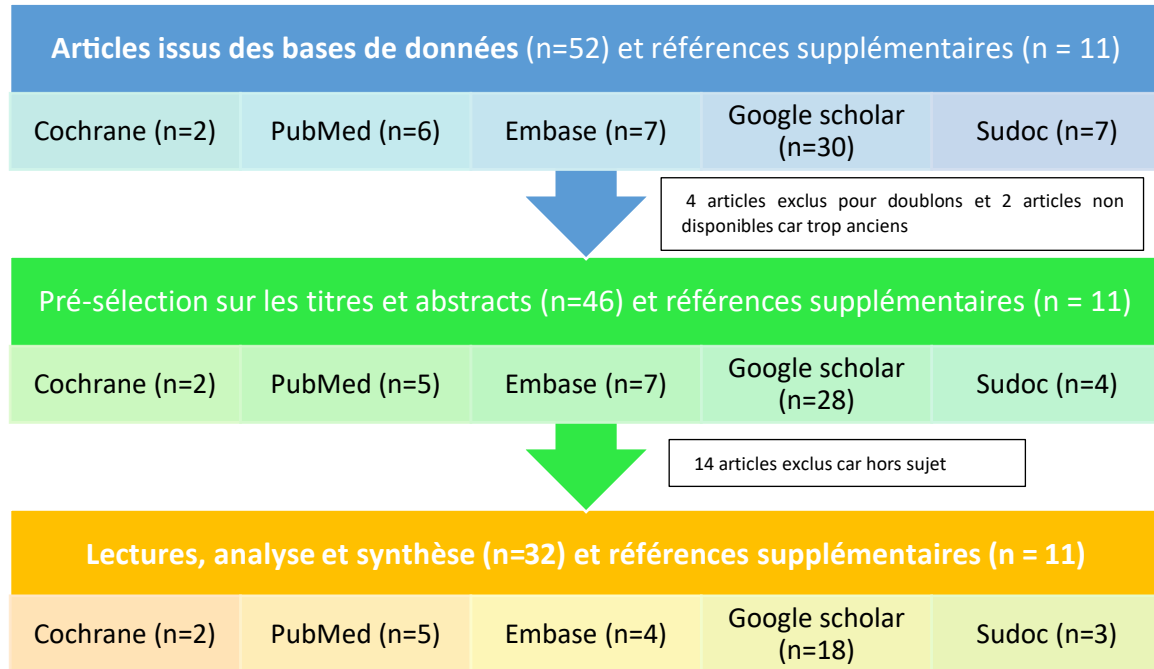 Articles issus des bases de données (n=52) et références supplémentaires (n = 11)
Cochrane (n=2)
PubMed (n=6)
Embase (n=7)
Google scholar
(n=30)
Sudoc (n=7)
4 articles exclus pour doublons et 2 articles non
disponibles car trop anciens
Pré-sélection sur les titres et abstracts (n=46) et références supplémentaires (n = 11)
Cochrane (n=2)
PubMed (n=5)
Embase (n=7)
Google scholar
(n=28)
Sudoc (n=4)
14 articles exclus car hors sujet
Lectures, analyse et synthèse (n=32) et références supplémentaires (n = 11)
Cochrane (n=2)
PubMed (n=5)
Embase (n=4)
Google scholar
(n=18)
Sudoc (n=3)